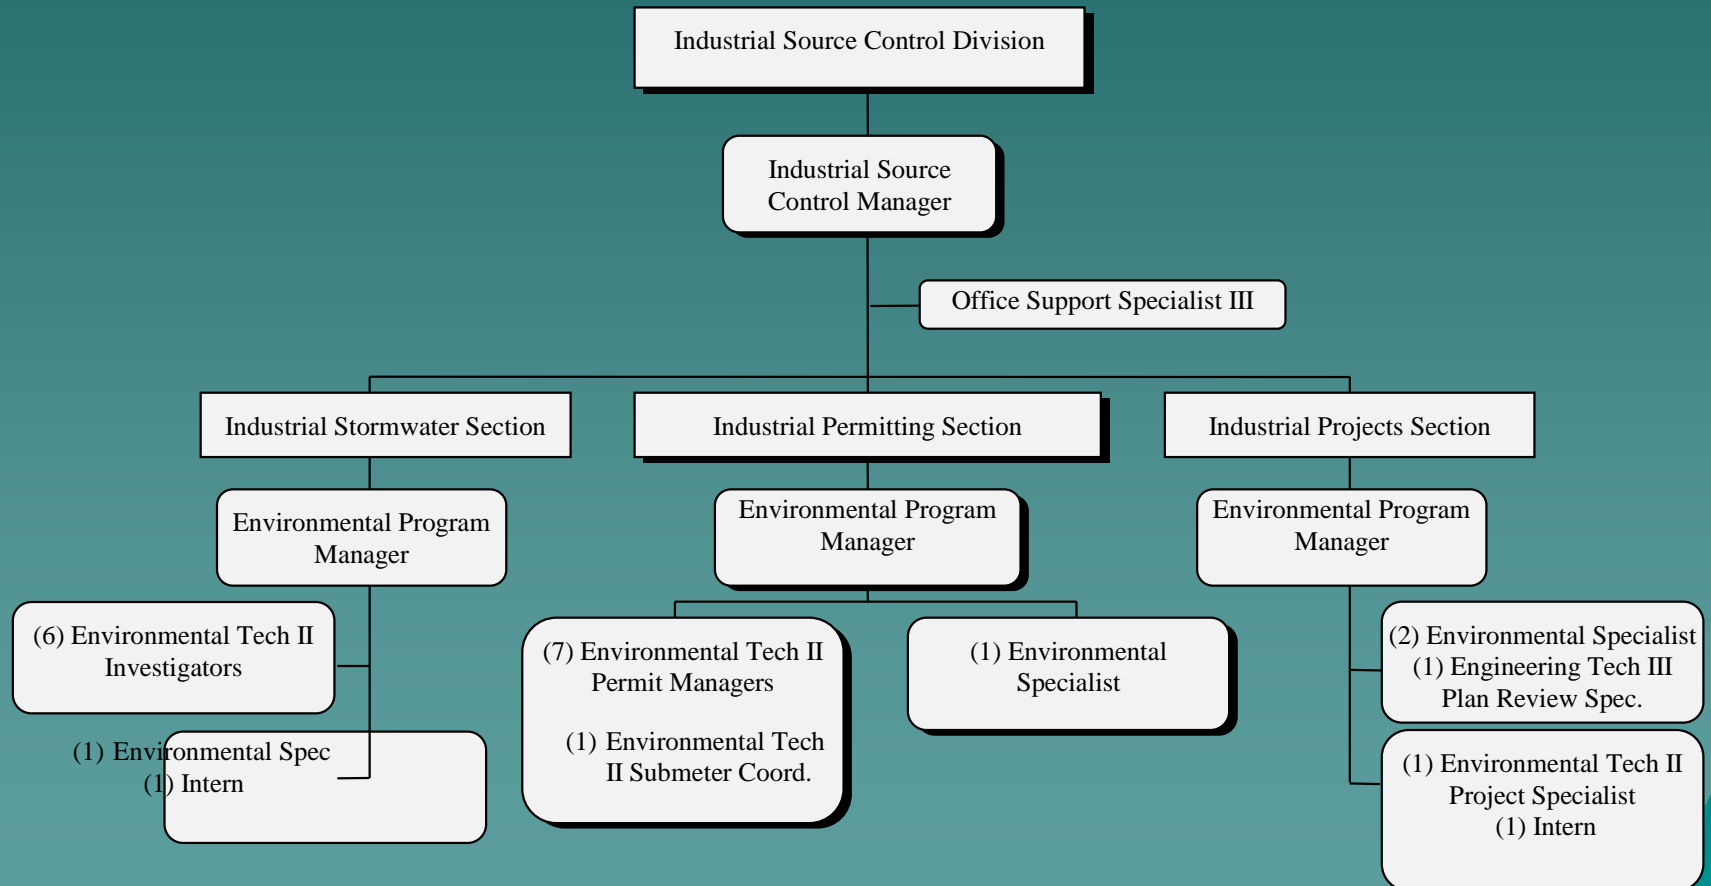 Industrial Source Control Division
Industrial Source
Control Manager
Office Support Specialist III
Industrial Stormwater Section
Industrial Permitting Section
Industrial Projects Section
Environmental Program
Manager
Environmental Program
Manager
Environmental Program
Manager
(6) Environmental Tech II
Investigators
(1) Environmental Spec
(1) Intern
(7) Environmental Tech II
Permit Managers
(1) Environmental Tech
II Submeter Coord.
(1) Environmental
Specialist
(2) Environmental Specialist
(1) Engineering Tech III
Plan Review Spec.
(1) Environmental Tech II
Project Specialist
(1) Intern